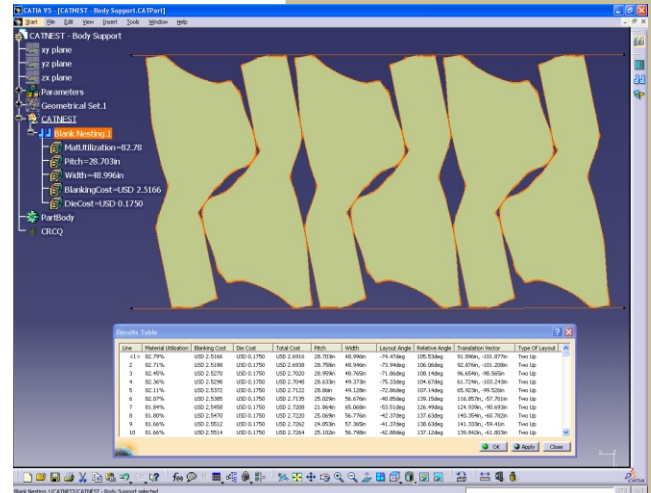 CATIA V5 - [CATNEST - Body Support.CATPart]
Start File Edit View Insert Tools Window Help
CATNEST - Body Support
xy plane
yz plane
zx plane
Parameters
Geometrical Set.1
CATNEST
Blank Nesting.1
MatUtilization=82.78
Pitch=28.703in
Width=48.996in
BlankingCost=USD 2.5166
DieCost=USD 0.1750
PartBody
CRCQ
Results Table
Line Material Utilization Blanking Cost Die Cost Total Cost Pitch Width Layout Angle Relative Angle Translation Vector Type Of Layout
<1> 82.79% USD 2.5166 USD 0.1750 USD 2.6916 28.703in 48.996in -74.47deg 105.53deg 91.896in, -101.877in Two Up
2 82.71% USD 2.5188 USD 0.1750 USD 2.6938 28.758in 48.946in -73.94deg 106.06deg 92.876in, -101.208in Two Up
3 82.45% USD 2.5270 USD 0.1750 USD 2.7020 28.959in 48.765in -71.86deg 108.14deg 96.654in, -98.565in Two Up
4 82.36% USD 2.5298 USD 0.1750 USD 2.7048 28.633in 49.373in -75.33deg 104.67deg 61.724in, -103.243in Two Up
5 82.11% USD 2.5372 USD 0.1750 USD 2.7122 28.86in 49.128in -72.86deg 107.14deg 65.923in, -99.526in Two Up
6 82.07% USD 2.5385 USD 0.1750 USD 2.7135 25.029in 56.676in -40.85deg 139.15deg 116.857in, -57.701in Two Up
7 81.84% USD 2.5458 USD 0.1750 USD 2.7208 21.864in 65.068in -53.51deg 126.49deg 124.939in, -90.693in Two Up
8 81.80% USD 2.5470 USD 0.1750 USD 2.7220 25.069in 56.776in -42.37deg 137.63deg 140.354in, -60.782in Two Up
9 81.66% USD 2.5512 USD 0.1750 USD 2.7262 24.853in 57.365in -41.37deg 138.63deg 141.333in, -59.41in Two Up
10 81.66% USD 2.5514 USD 0.1750 USD 2.7264 25.102in 56.798in -42.88deg 137.12deg 139.842in, -61.803in Two Up
OK Apply Close
Blank Nesting.1/CATNEST/CATNEST - Body Support selected